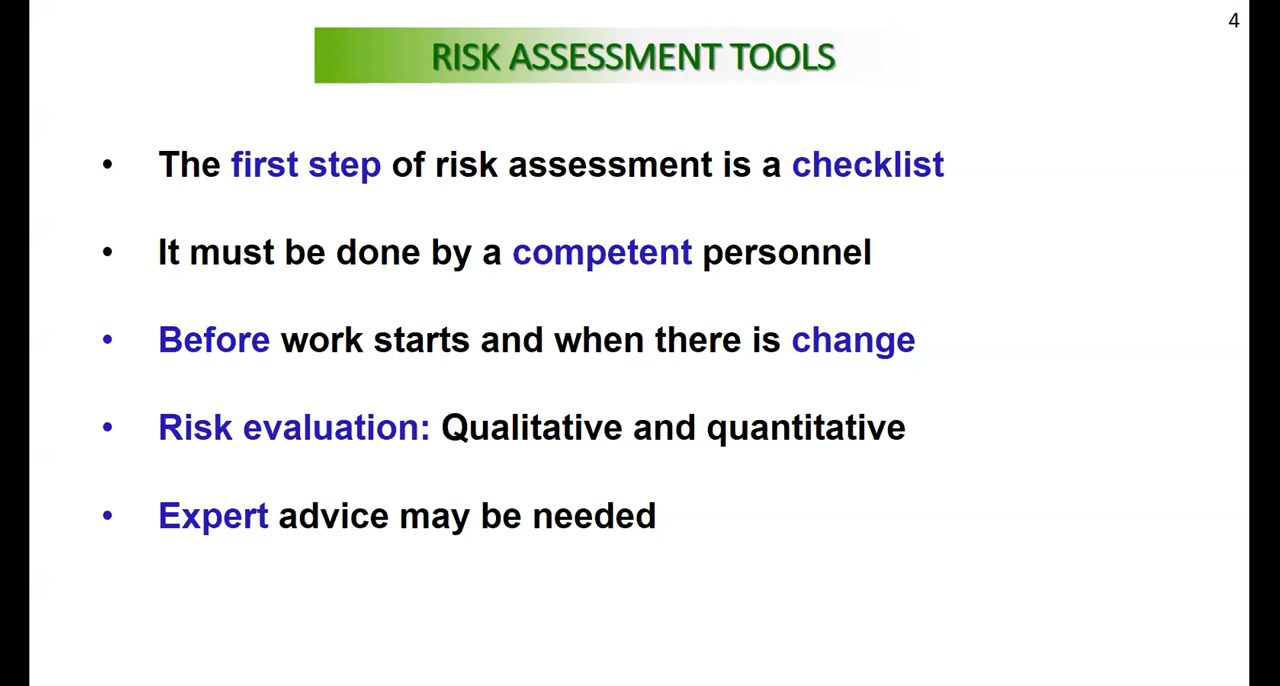 4
RISK ASSESSMENT TOOLS
• The first step of risk assessment is a checklist
• It must be done by a competent personnel
• Before work starts and when there is change
• Risk evaluation: Qualitative and quantitative
• Expert advice may be needed